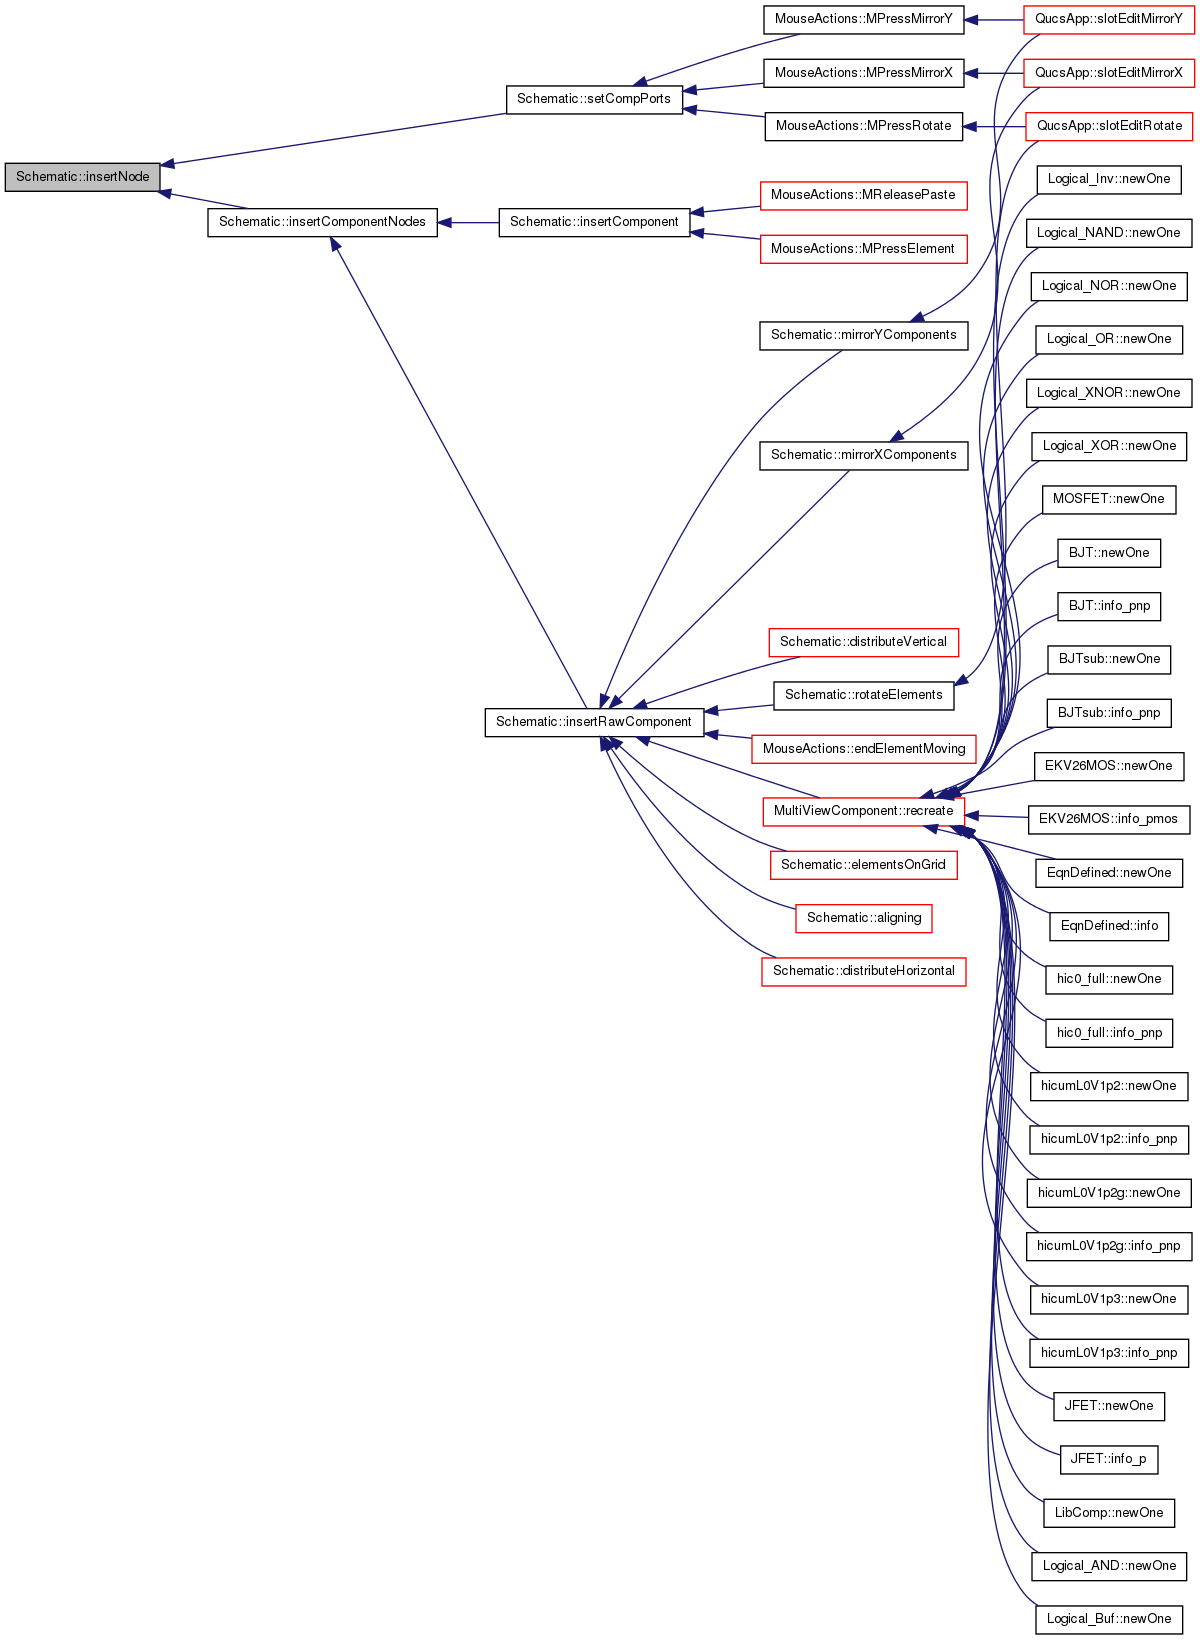 MouseActions::MPressMirrorY
QucsApp::slotEditMirrorY
MouseActions::MPressMirrorX
QucsApp::slotEditMirrorX
Schematic::setCompPorts
MouseActions::MPressRotate
QucsApp::slotEditRotate
Schematic::insertNode
Logical_Inv::newOne
MouseActions::MReleasePaste
Schematic::insertComponentNodes
Schematic::insertComponent
Logical_NAND::newOne
MouseActions::MPressElement
Logical_NOR::newOne
Schematic::mirrorYComponents
Logical_OR::newOne
Logical_XNOR::newOne
Logical_XOR::newOne
Schematic::mirrorXComponents
MOSFET::newOne
BJT::newOne
BJT::info_pnp
Schematic::distributeVertical
BJTsub::newOne
Schematic::rotateElements
BJTsub::info_pnp
Schematic::insertRawComponent
MouseActions::endElementMoving
EKV26MOS::newOne
MultiViewComponent::recreate
EKV26MOS::info_pmos
Schematic::elementsOnGrid
EqnDefined::newOne
Schematic::aligning
EqnDefined::info
Schematic::distributeHorizontal
hic0_full::newOne
hic0_full::info_pnp
hicumL0V1p2::newOne
hicumL0V1p2::info_pnp
hicumL0V1p2g::newOne
hicumL0V1p2g::info_pnp
hicumL0V1p3::newOne
hicumL0V1p3::info_pnp
JFET::newOne
JFET::info_p
LibComp::newOne
Logical_AND::newOne
Logical_Buf::newOne